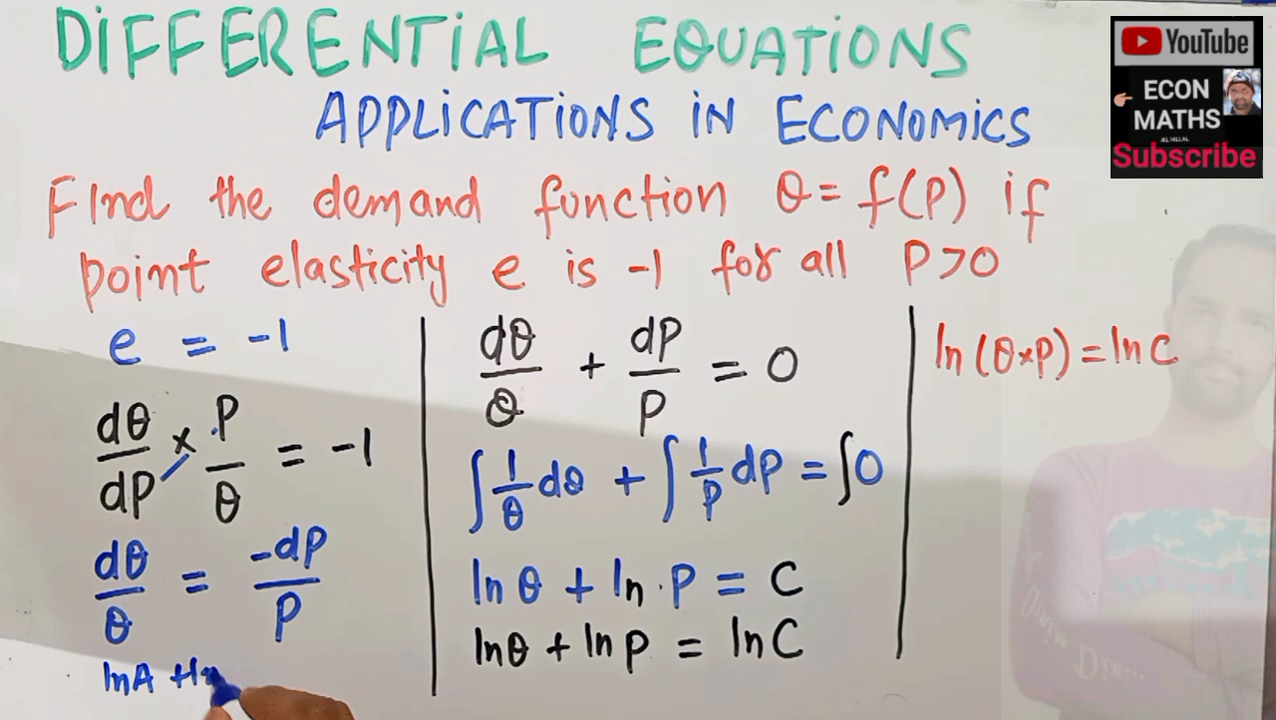 DIFFERENTIAL EQUATIONS
APPLICATIONS IN ECONOMICS
YouTube
ECON
MATHS
Subscribe
Find the demand function θ = f(P) if
point elasticity e is -1 for all P>0
e = -1
dθ/dP × P/θ = -1
dθ/θ = -dP/P
lnA + ln
dθ/θ + dP/P = 0
∫ 1/θ dθ + ∫ 1/P dP = ∫0
ln θ + ln P = C
lnθ + ln P = ln C
ln (θ×P) = ln C